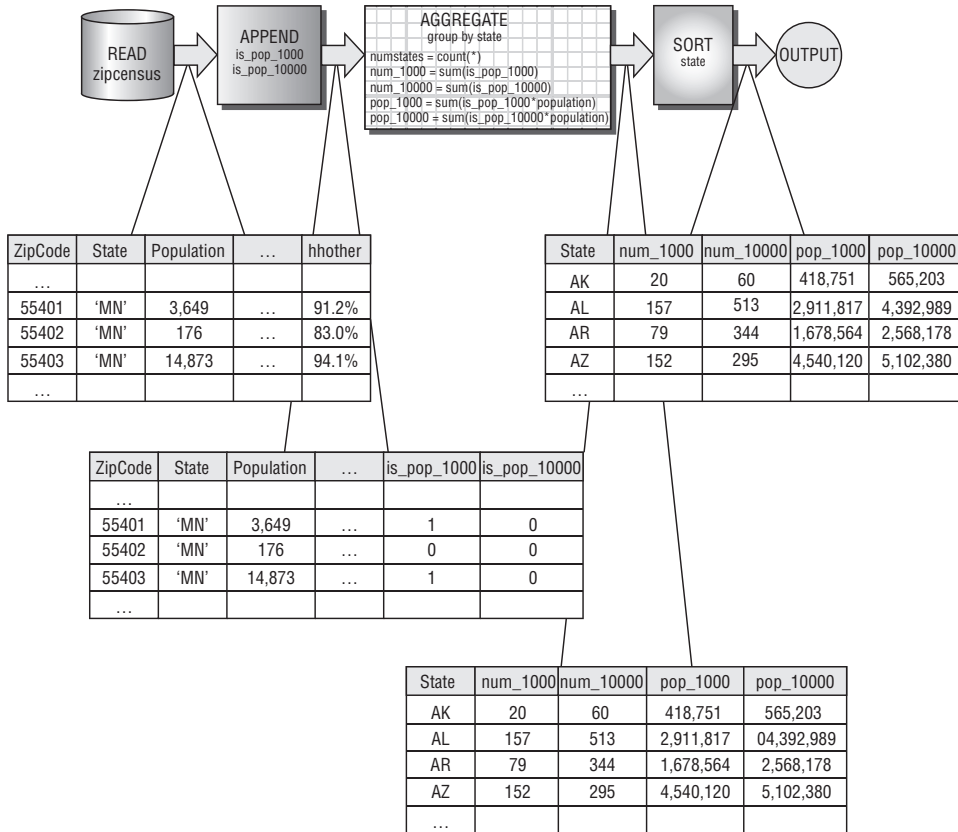 READ
zipcensus
APPEND
is_pop_1000
is_pop_10000
AGGREGATE
group by state
numstates = count(*)
num_1000 = sum(is_pop_1000)
num_10000 = sum(is_pop_10000)
pop_1000 = sum(is_pop_1000*population)
pop_10000 = sum(is_pop_10000*population)
SORT
state
OUTPUT
ZipCode State Population … hhother
…
55401 ‘MN’ 3,649 … 91.2%
55402 ‘MN’ 176 … 83.0%
55403 ‘MN’ 14,873 … 94.1%
…
State num_1000 num_10000 pop_1000 pop_10000
AK 20 60 418,751 565,203
AL 157 513 2,911,817 4,392,989
AR 79 344 1,678,564 2,568,178
AZ 152 295 4,540,120 5,102,380
…
ZipCode State Population … is_pop_1000 is_pop_10000
…
55401 ‘MN’ 3,649 … 1 0
55402 ‘MN’ 176 … 0 0
55403 ‘MN’ 14,873 … 1 0
…
State num_1000 num_10000 pop_1000 pop_10000
AK 20 60 418,751 565,203
AL 157 513 2,911,817 04,392,989
AR 79 344 1,678,564 2,568,178
AZ 152 295 4,540,120 5,102,380
…